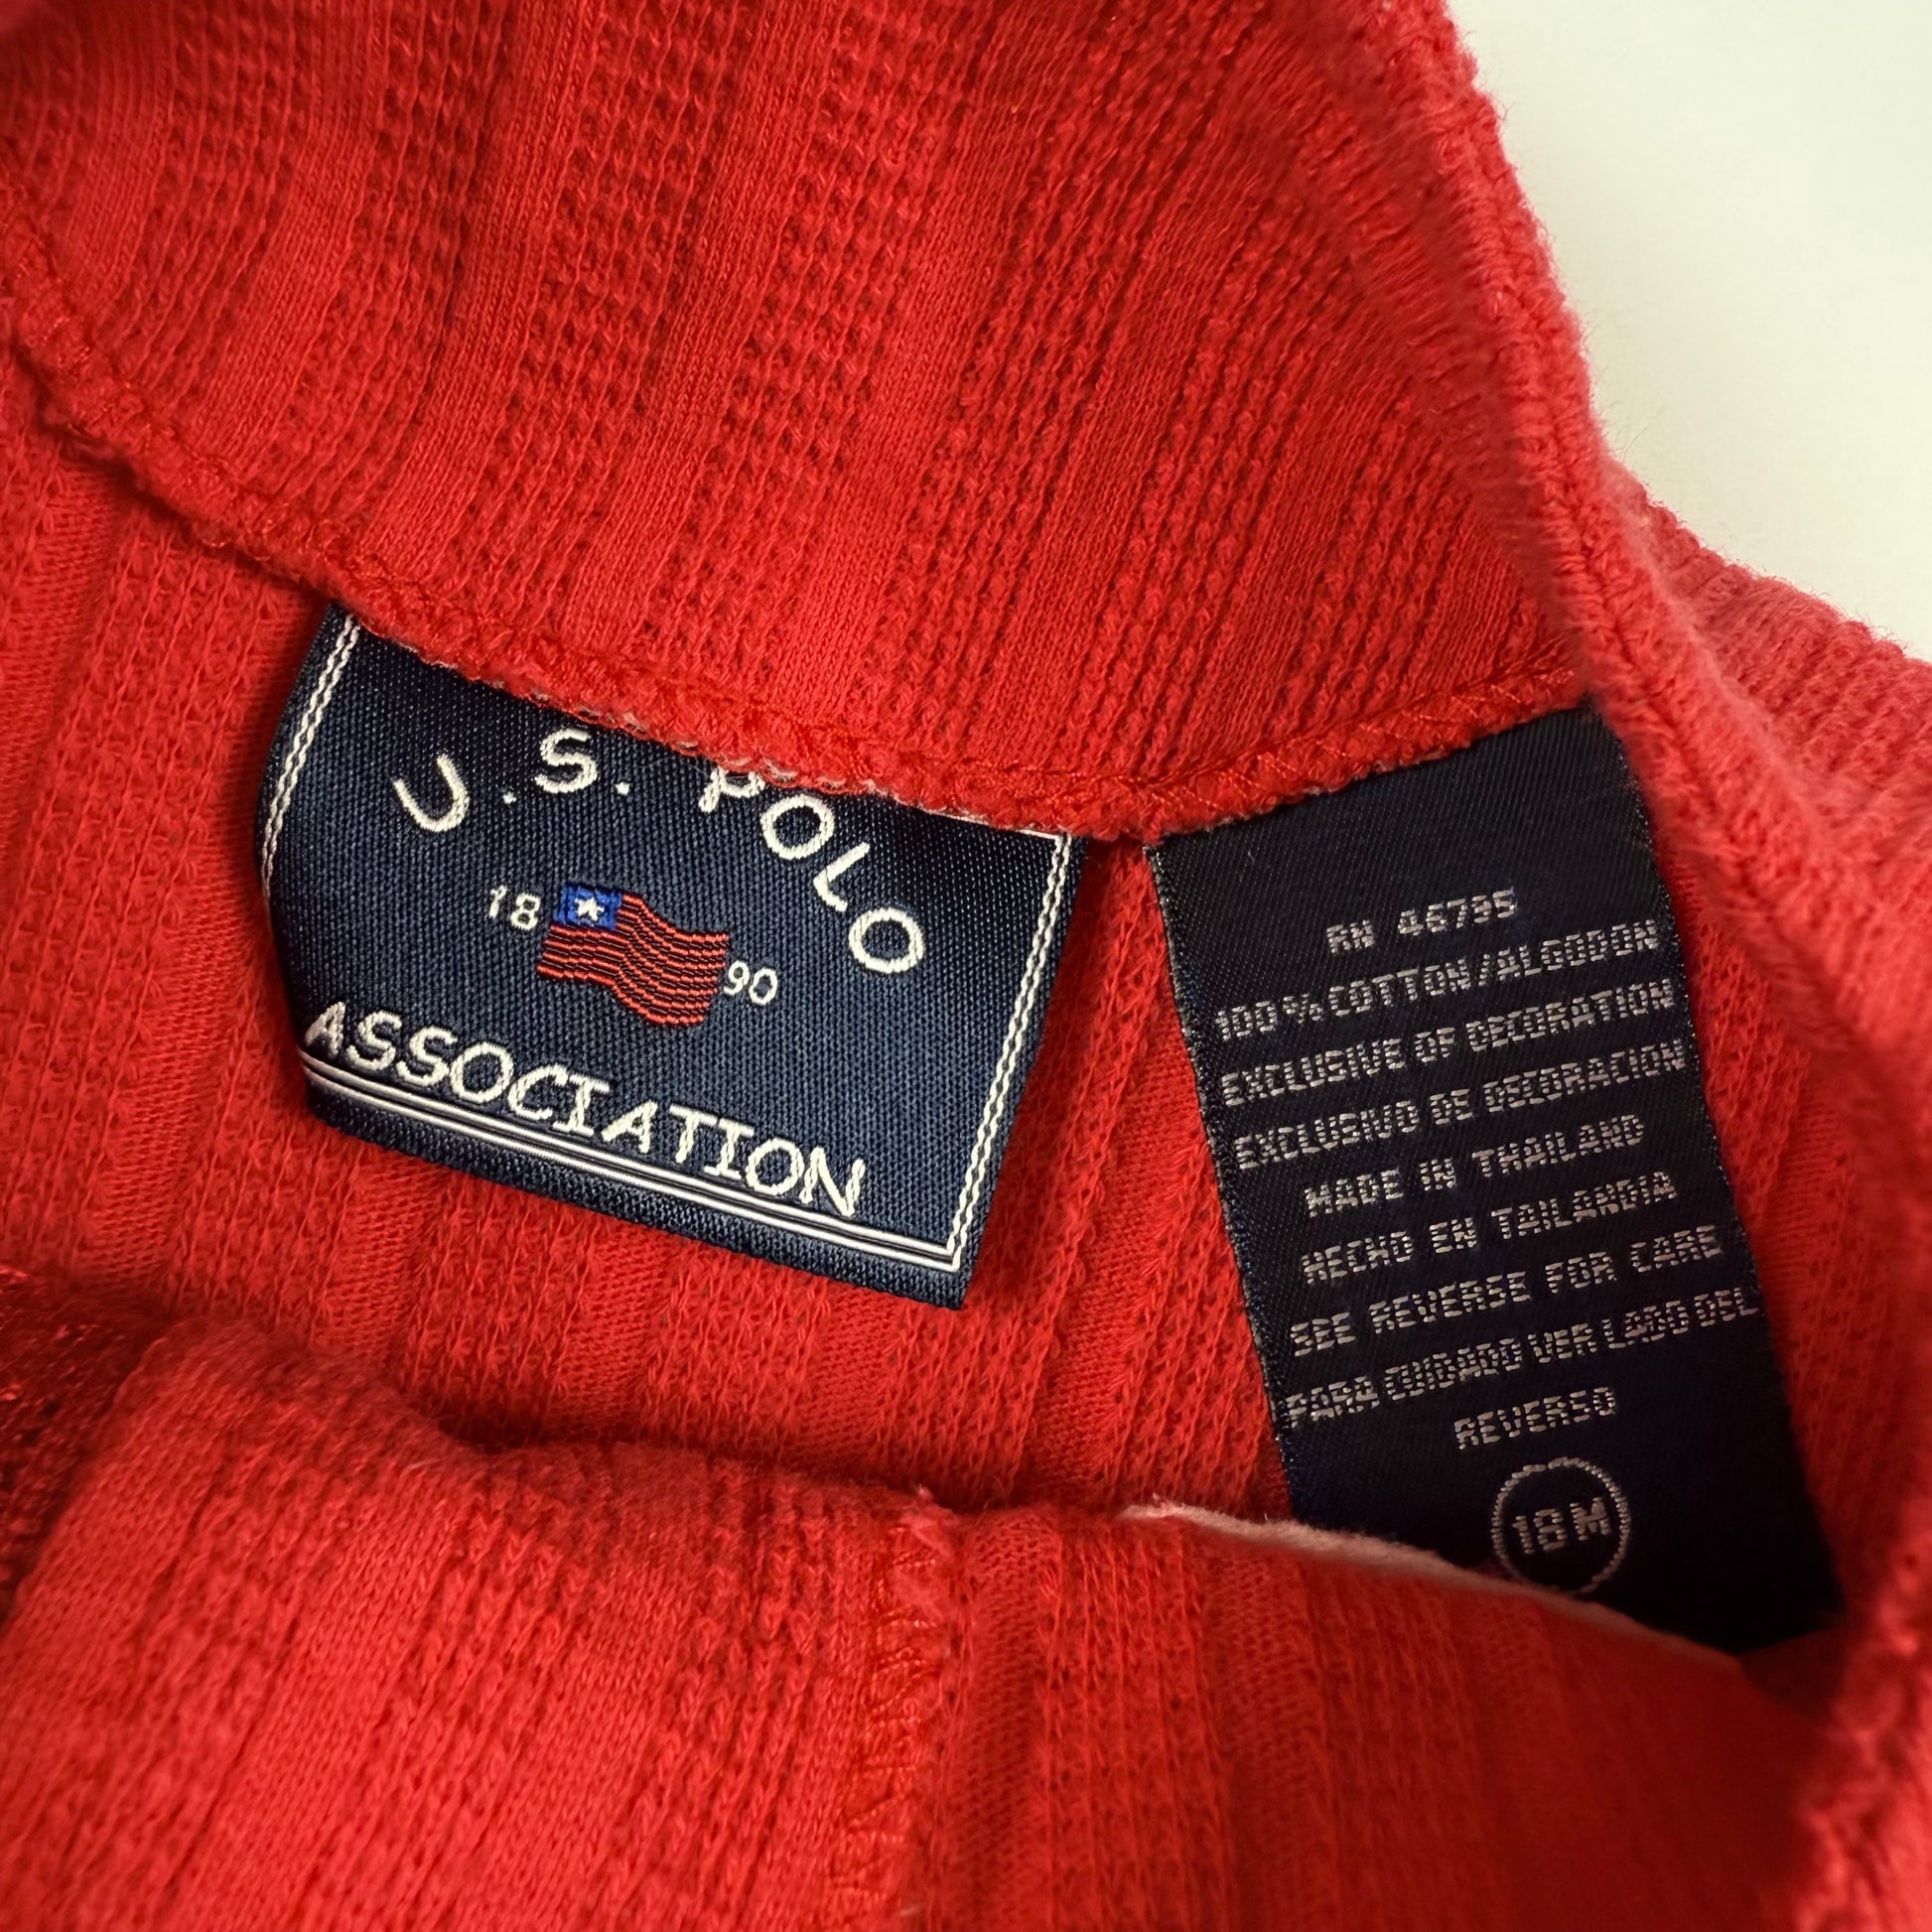 U.S. POLO
18 90
ASSOCIATION
RN 46795
100% COTTON/ALGODON
EXCLUSIVE OF DECORATION
EXCLUSIVO DE DECORACION
MADE IN THAILAND
HECHO EN TAILANDIA
SEE REVERSE FOR CARE
PARA CUIDADO VER LADO DEL
REVERSO
18M